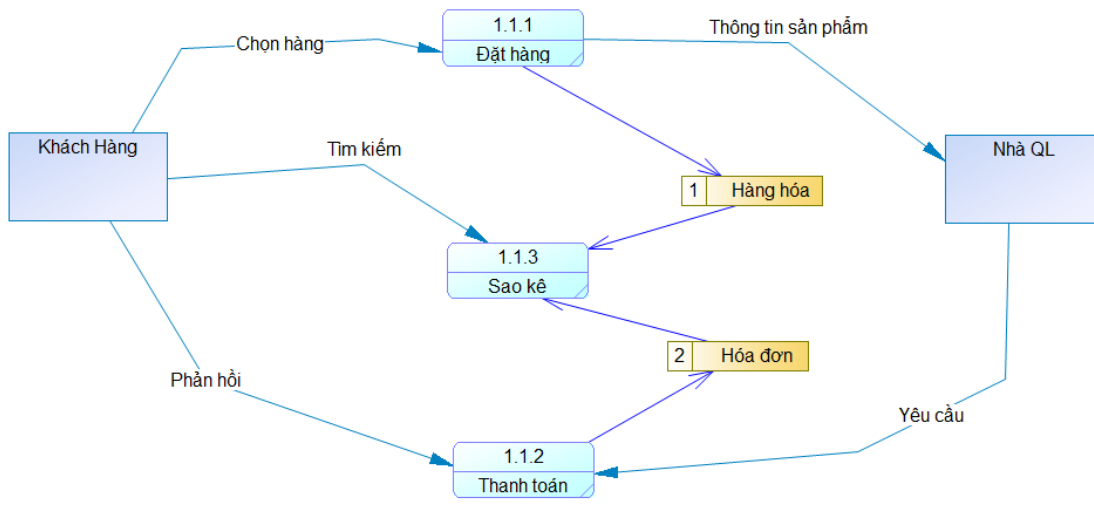 1.1.1
Đặt hàng
Chọn hàng
Thông tin sản phẩm
Khách Hàng
Tìm kiếm
Nhà QL
1 Hàng hóa
1.1.3
Sao kê
2 Hóa đơn
Phản hồi
Yêu cầu
1.1.2
Thanh toán